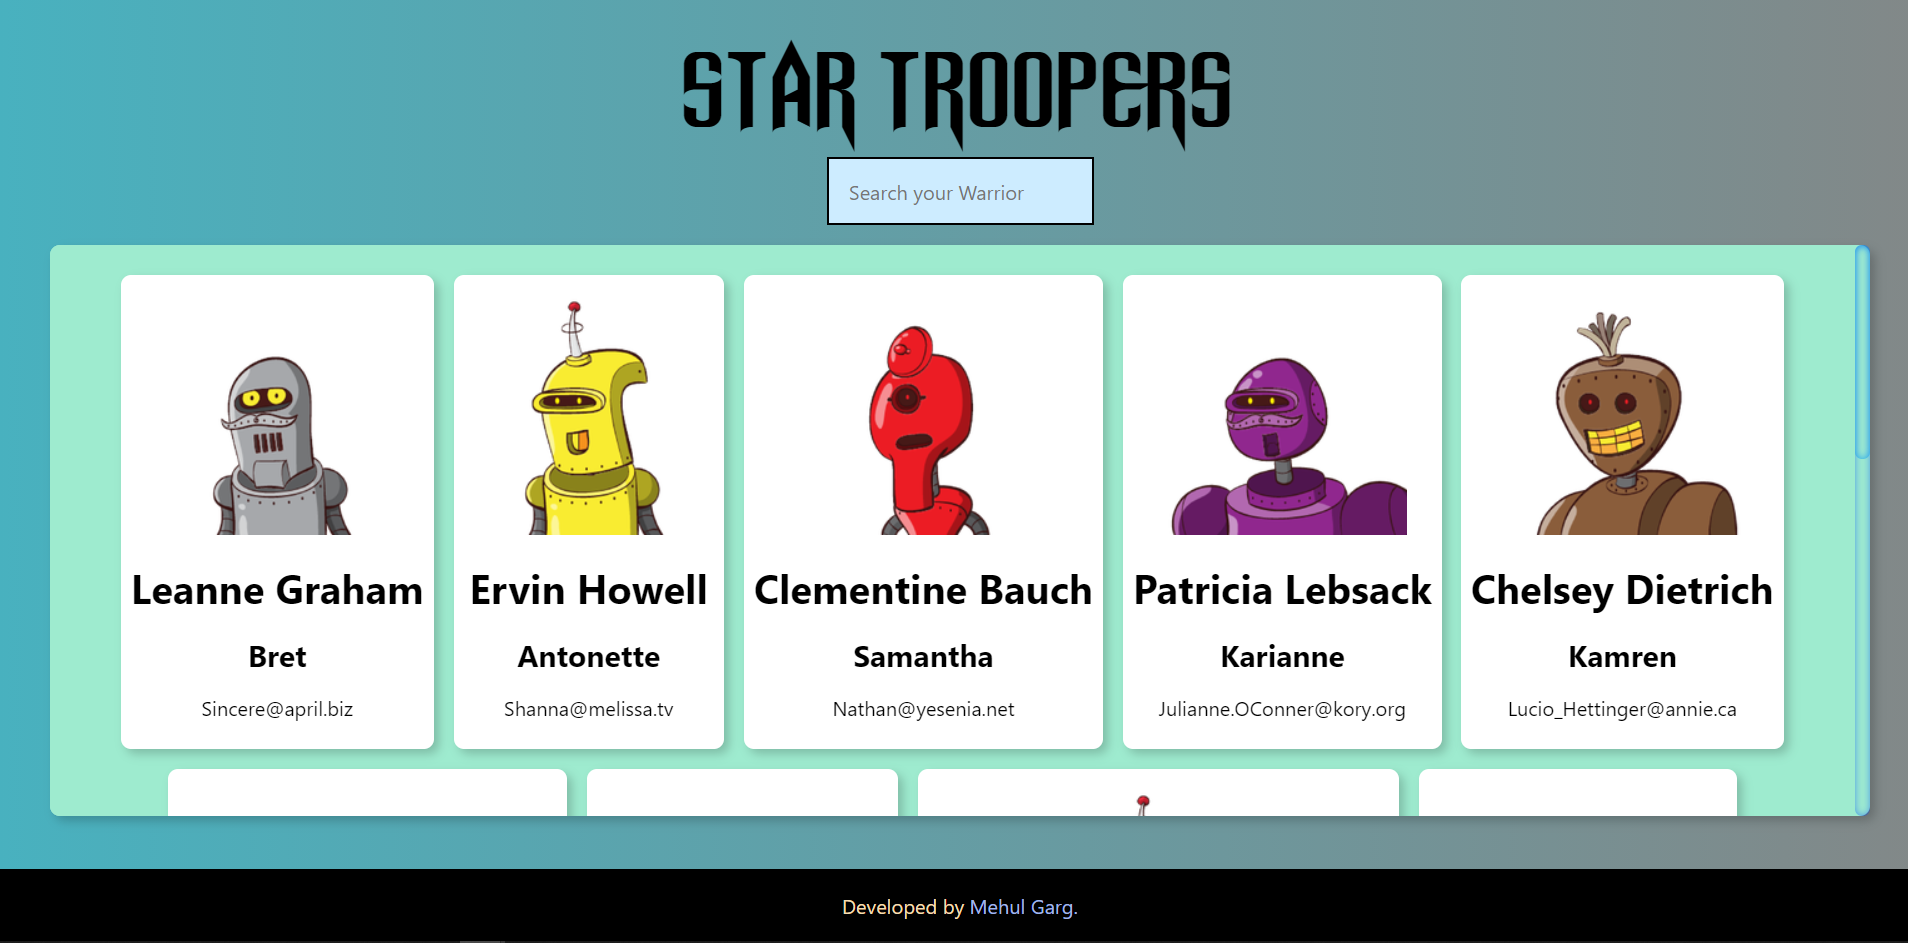 STAR TROOPERS
Search your Warrior
Leanne Graham
Bret
Sincere@april.biz
Ervin Howell
Antonette
Shanna@melissa.tv
Clementine Bauch
Samantha
Nathan@yesenia.net
Patricia Lebsack
Karianne
Julianne.OConner@kory.org
Chelsey Dietrich
Kamren
Lucio_Hettinger@annie.ca
Developed by Mehul Garg.